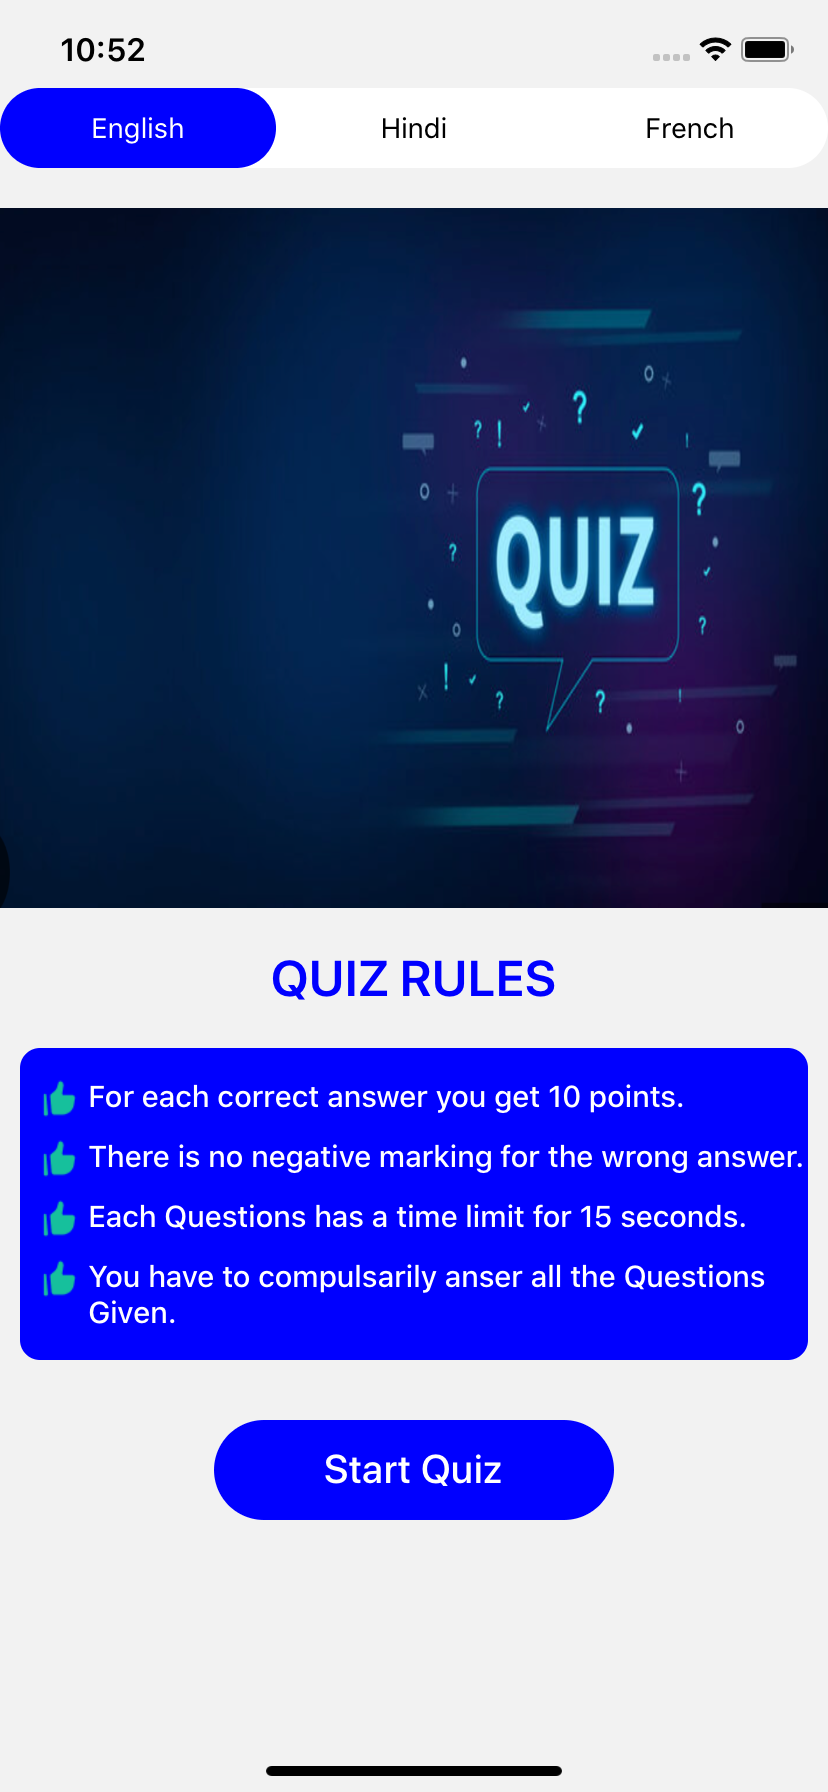 10:52
English
Hindi
French
QUIZ
QUIZ RULES
For each correct answer you get 10 points.
There is no negative marking for the wrong answer.
Each Questions has a time limit for 15 seconds.
You have to compulsarily anser all the Questions
Given.
Start Quiz